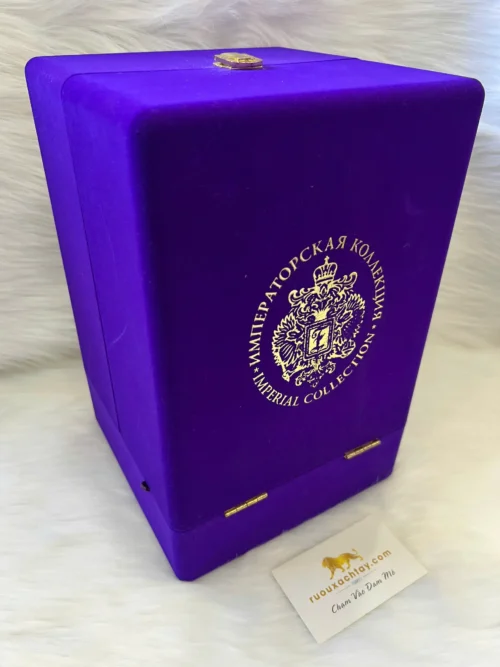 ИМПЕРАТОРСКАЯ КОЛЛЕКЦИЯ
* IMPERIAL COLLECTION *
ruouxachtay.com
Chạm Vào Đam Mê